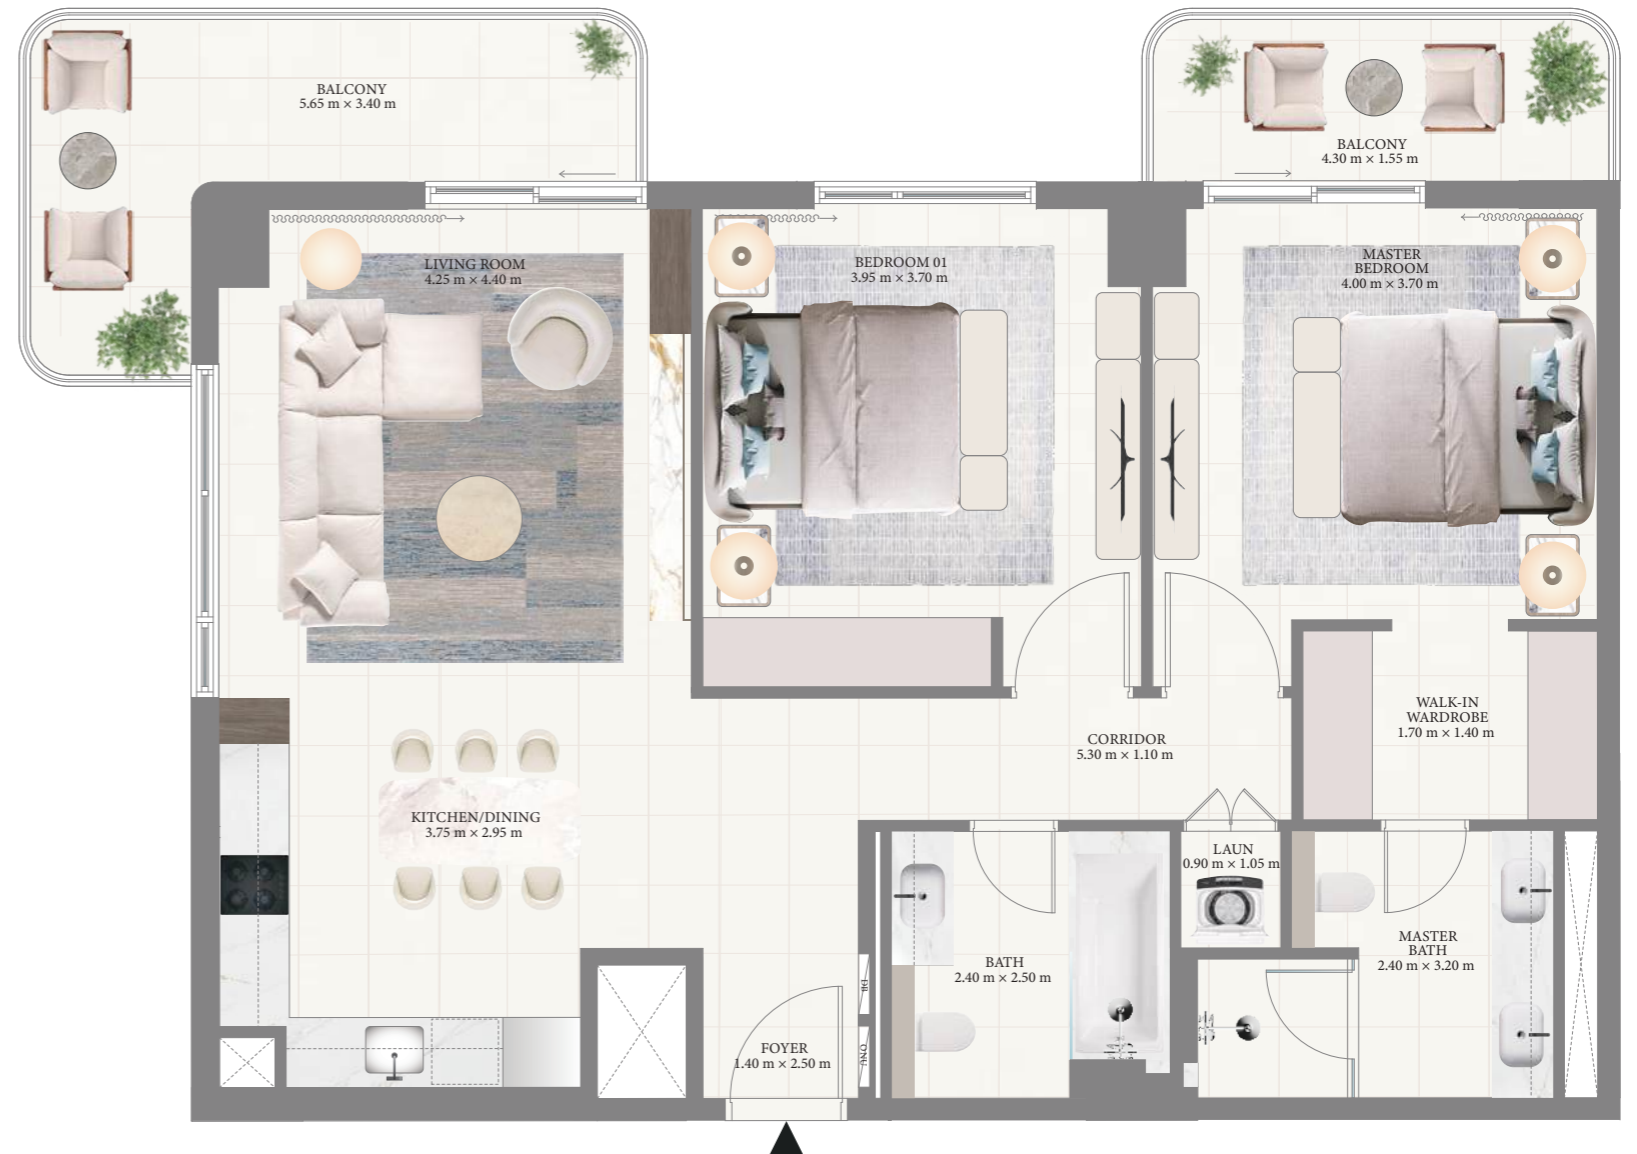 BALCONY
5.65 m × 3.40 m
BALCONY
4.30 m × 1.55 m
LIVING ROOM
4.25 m × 4.40 m
BEDROOM 01
3.95 m × 3.70 m
MASTER
BEDROOM
4.00 m × 3.70 m
WALK-IN
WARDROBE
1.70 m × 1.40 m
CORRIDOR
5.30 m × 1.10 m
KITCHEN/DINING
3.75 m × 2.95 m
LAUN
0.90 m × 1.05 m
MASTER
BATH
2.40 m × 3.20 m
BATH
2.40 m × 2.50 m
DB
ONU
FOYER
1.40 m × 2.50 m